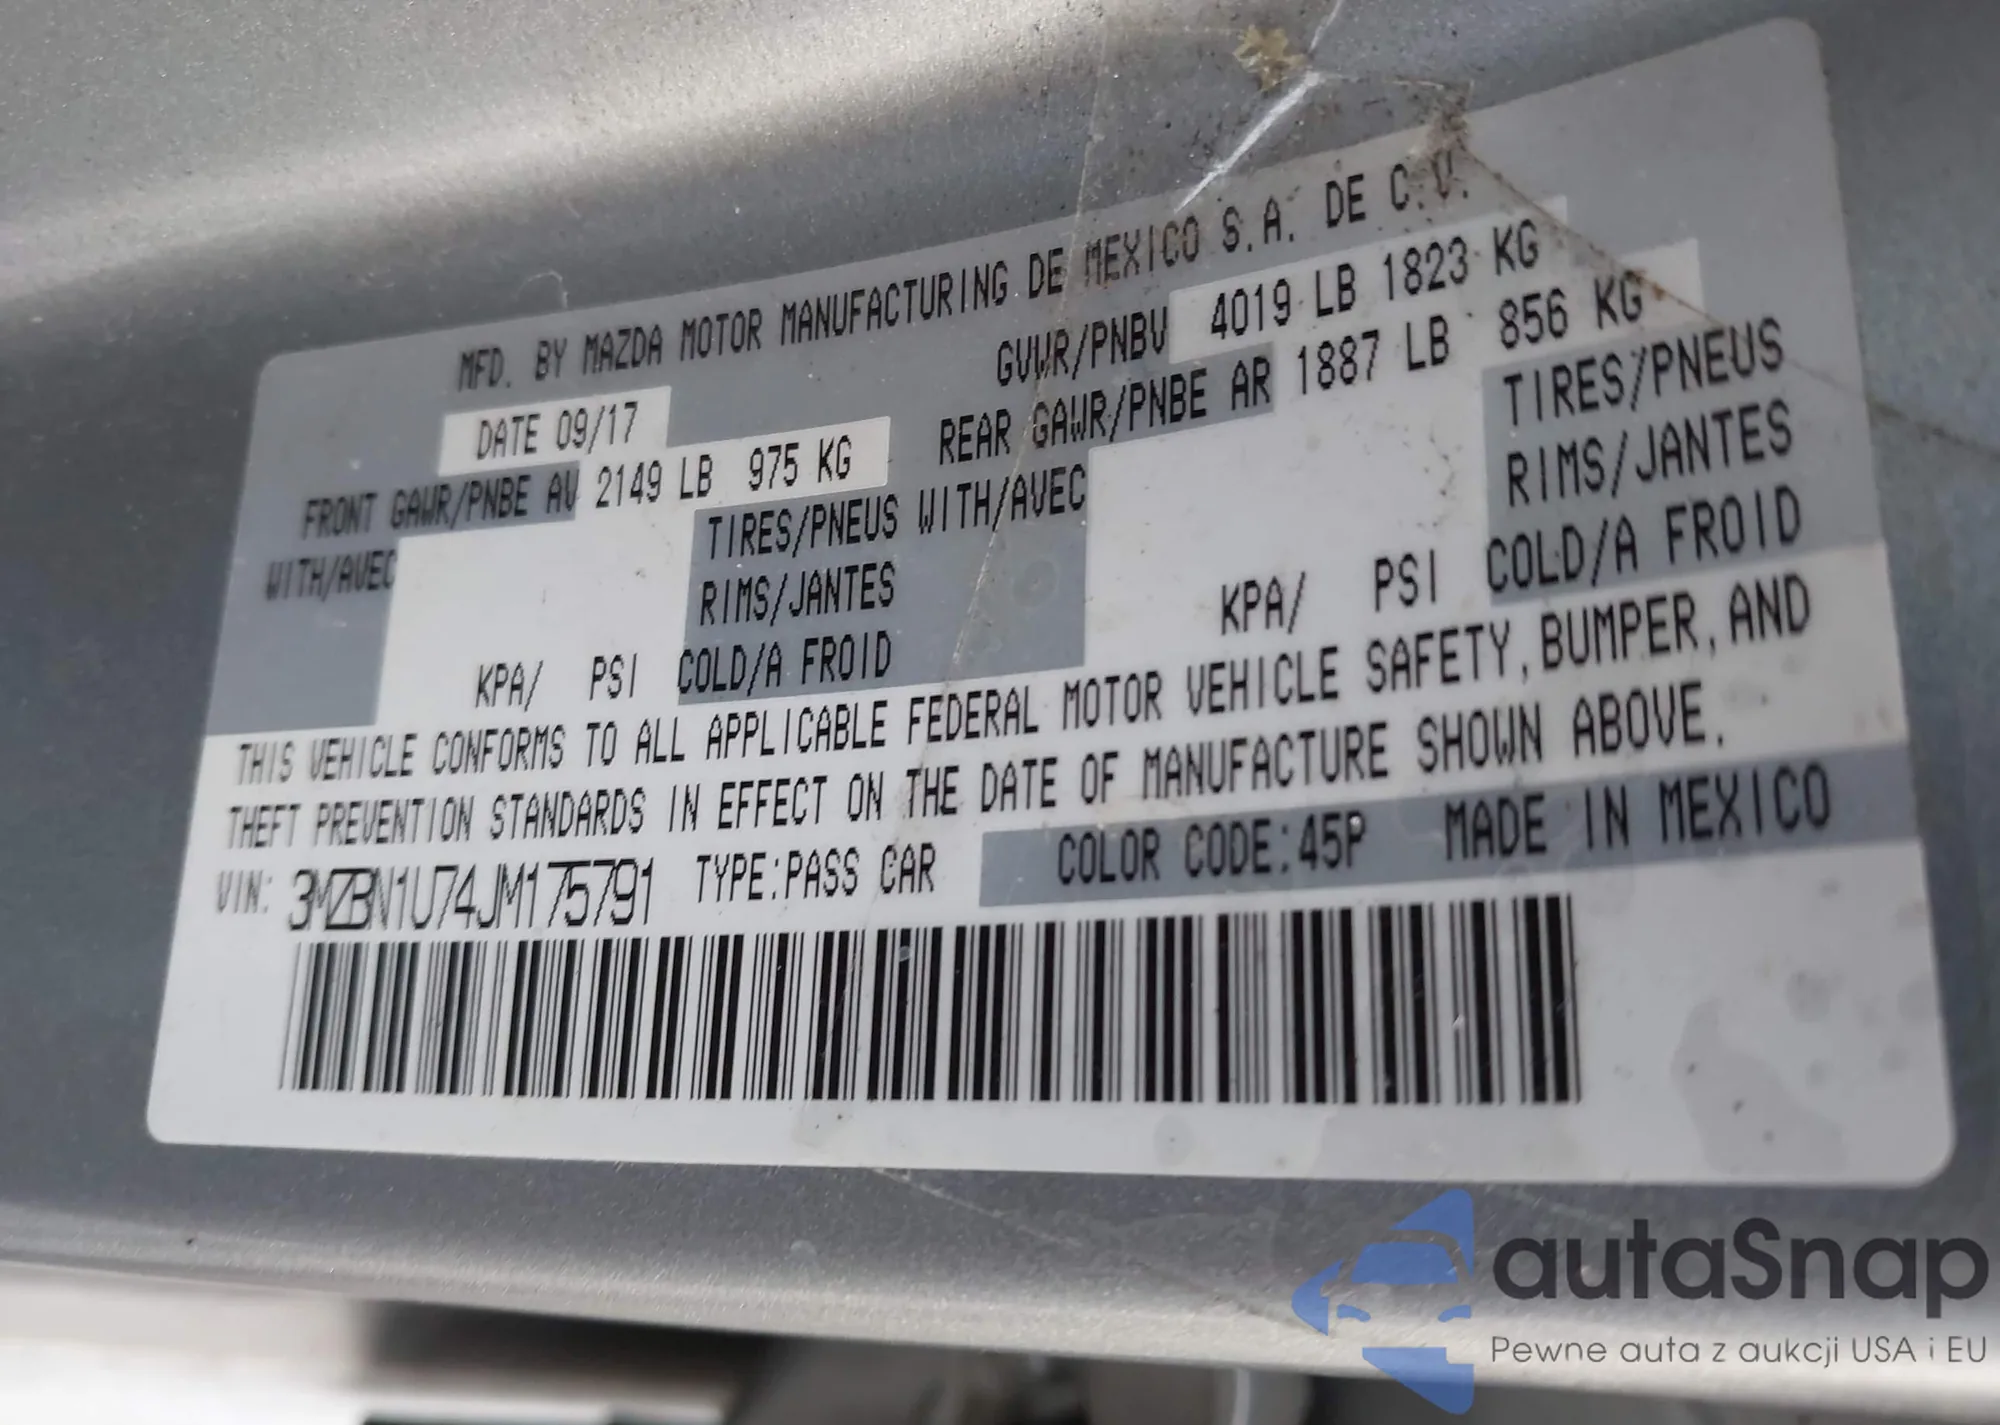 MFD. BY MAZDA MOTOR MANUFACTURING DE MEXICO S.A. DE C.V.
DATE 09/17 GVWR/PNBV 4019 LB 1823 KG
FRONT GAWR/PNBE AV 2149 LB 975 KG REAR GAWR/PNBE AR 1887 LB 856 KG
WITH/AVEC TIRES/PNEUS WITH/AVEC TIRES/PNEUS
RIMS/JANTES RIMS/JANTES
KPA/ PSI COLD/A FROID KPA/ PSI COLD/A FROID
THIS VEHICLE CONFORMS TO ALL APPLICABLE FEDERAL MOTOR VEHICLE SAFETY, BUMPER, AND
THEFT PREVENTION STANDARDS IN EFFECT ON THE DATE OF MANUFACTURE SHOWN ABOVE.
VIN: 3MZBN1U74JM175791 TYPE:PASS CAR COLOR CODE:45P MADE IN MEXICO
autaSnap
Pewne auta z aukcji USA i EU